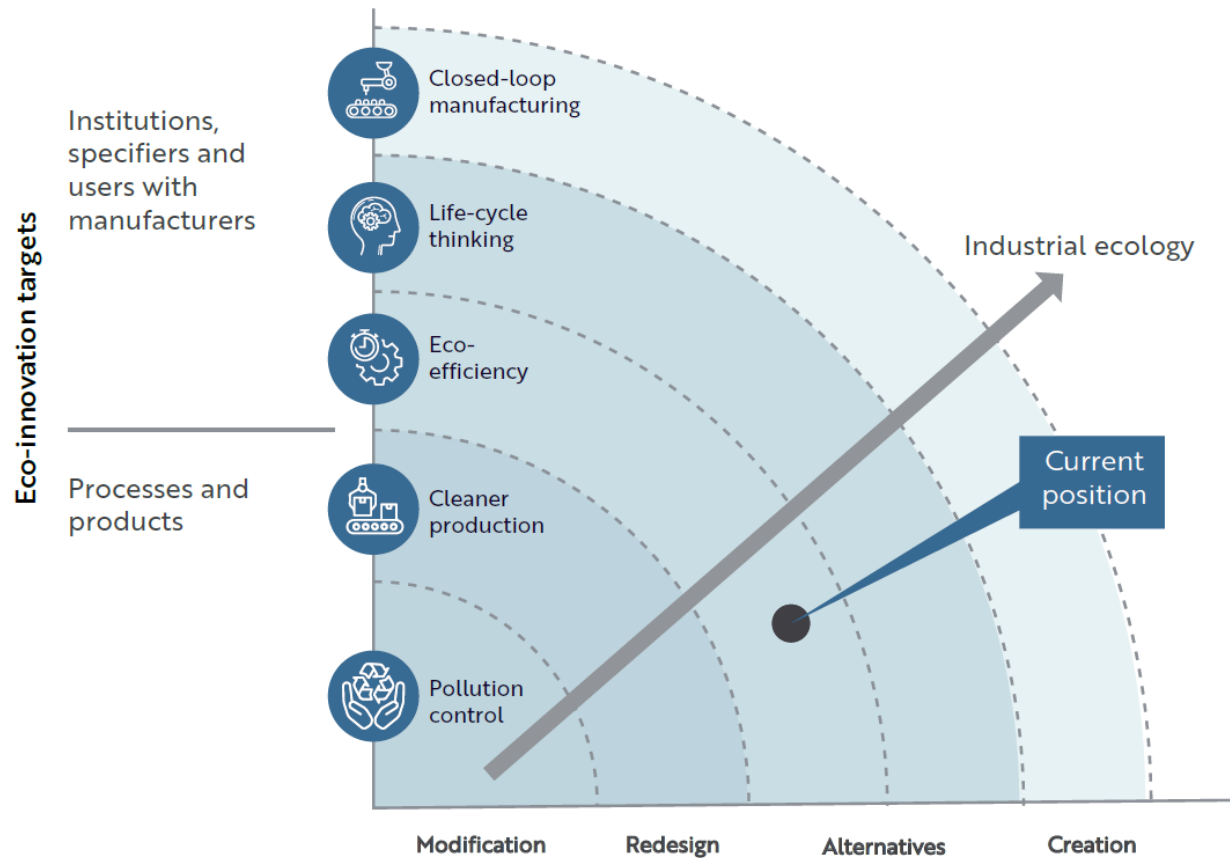 Eco-innovation targets
Institutions,
specifiers and
users with
manufacturers
Processes and
products
Closed-loop
manufacturing
Life-cycle
thinking
Eco-
efficiency
Cleaner
production
Pollution
control
Industrial ecology
Current
position
Modification
Redesign
Alternatives
Creation